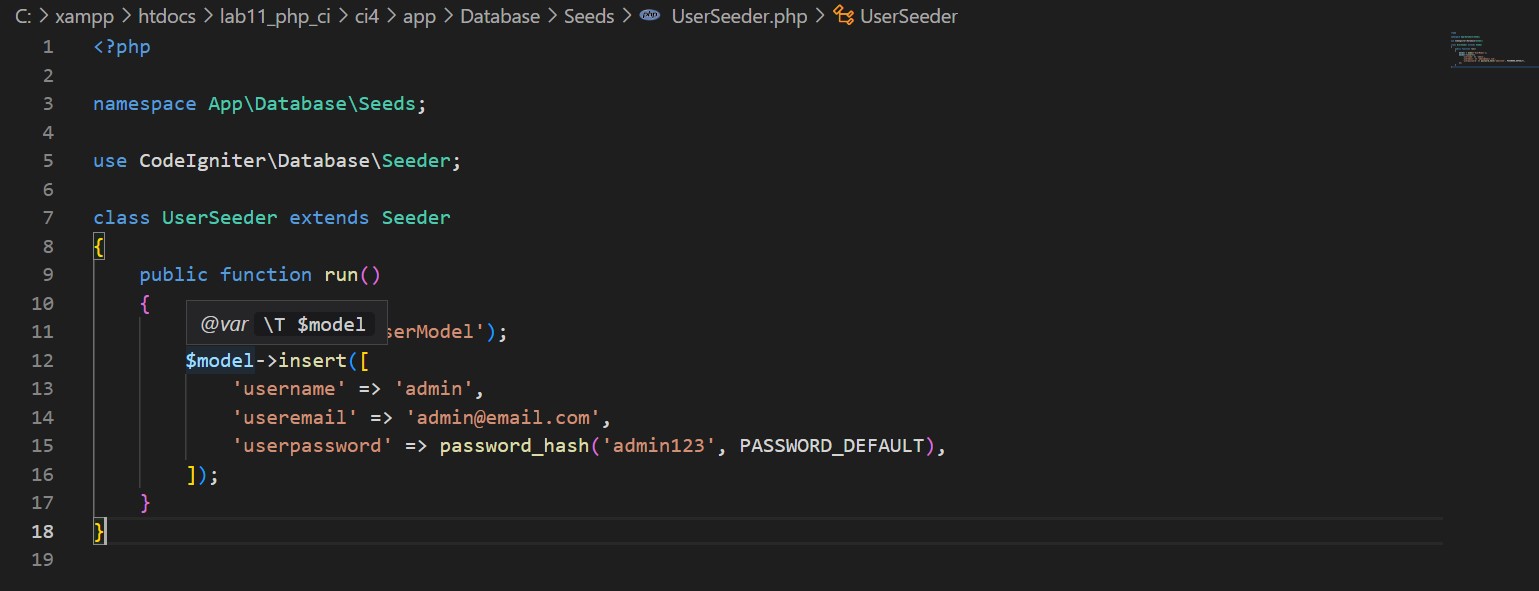 C: > xampp > htdocs > lab11_php_ci > ci4 > app > Database > Seeds > php UserSeeder.php > UserSeeder
1 <?php
2
3 namespace App\Database\Seeds;
4
5 use CodeIgniter\Database\Seeder;
6
7 class UserSeeder extends Seeder
8 {
9 public function run()
10 {
@var \T $model
11 serModel');
12 $model->insert([
13 'username' => 'admin',
14 'useremail' => 'admin@email.com',
15 'userpassword' => password_hash('admin123', PASSWORD_DEFAULT),
16 ]);
17 }
18 }
19